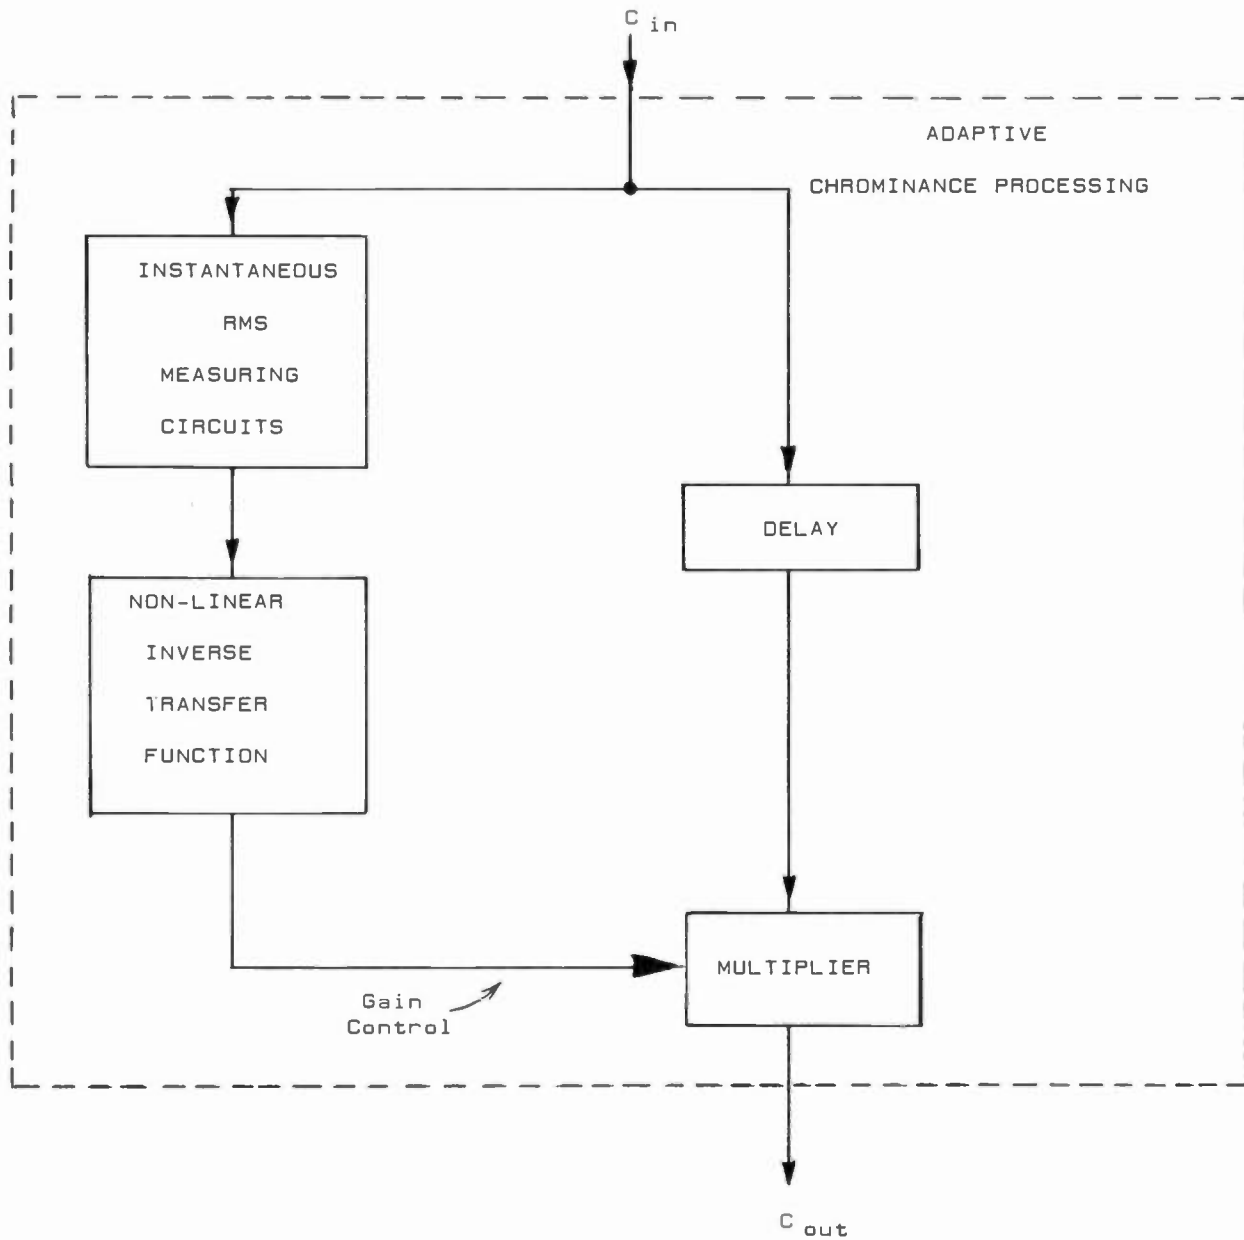 C in
ADAPTIVE
CHROMINANCE PROCESSING
INSTANTANEOUS
RMS
MEASURING
CIRCUITS
DELAY
NON-LINEAR
INVERSE
TRANSFER
FUNCTION
MULTIPLIER
Gain
Control
C out